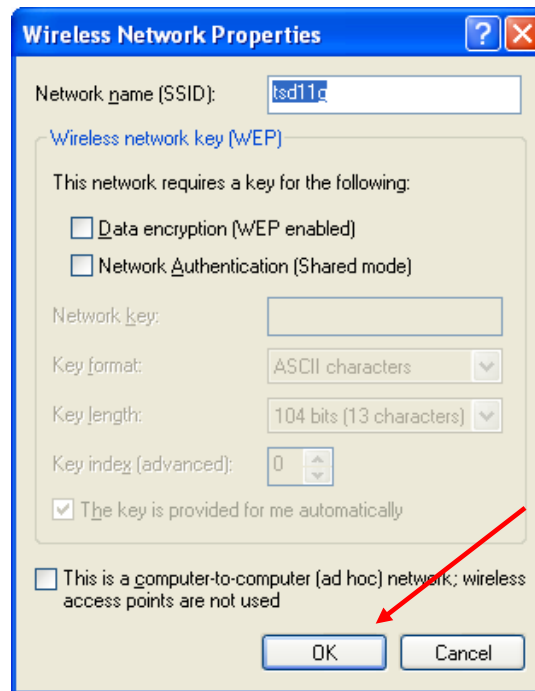 Wireless Network Properties
Network name (SSID): tsd11g
Wireless network key (WEP)
This network requires a key for the following:
Data encryption (WEP enabled)
Network Authentication (Shared mode)
Network key:
Key format: ASCII characters
Key length: 104 bits (13 characters)
Key index (advanced): 0
The key is provided for me automatically
This is a computer-to-computer (ad hoc) network; wireless
access points are not used
OK Cancel